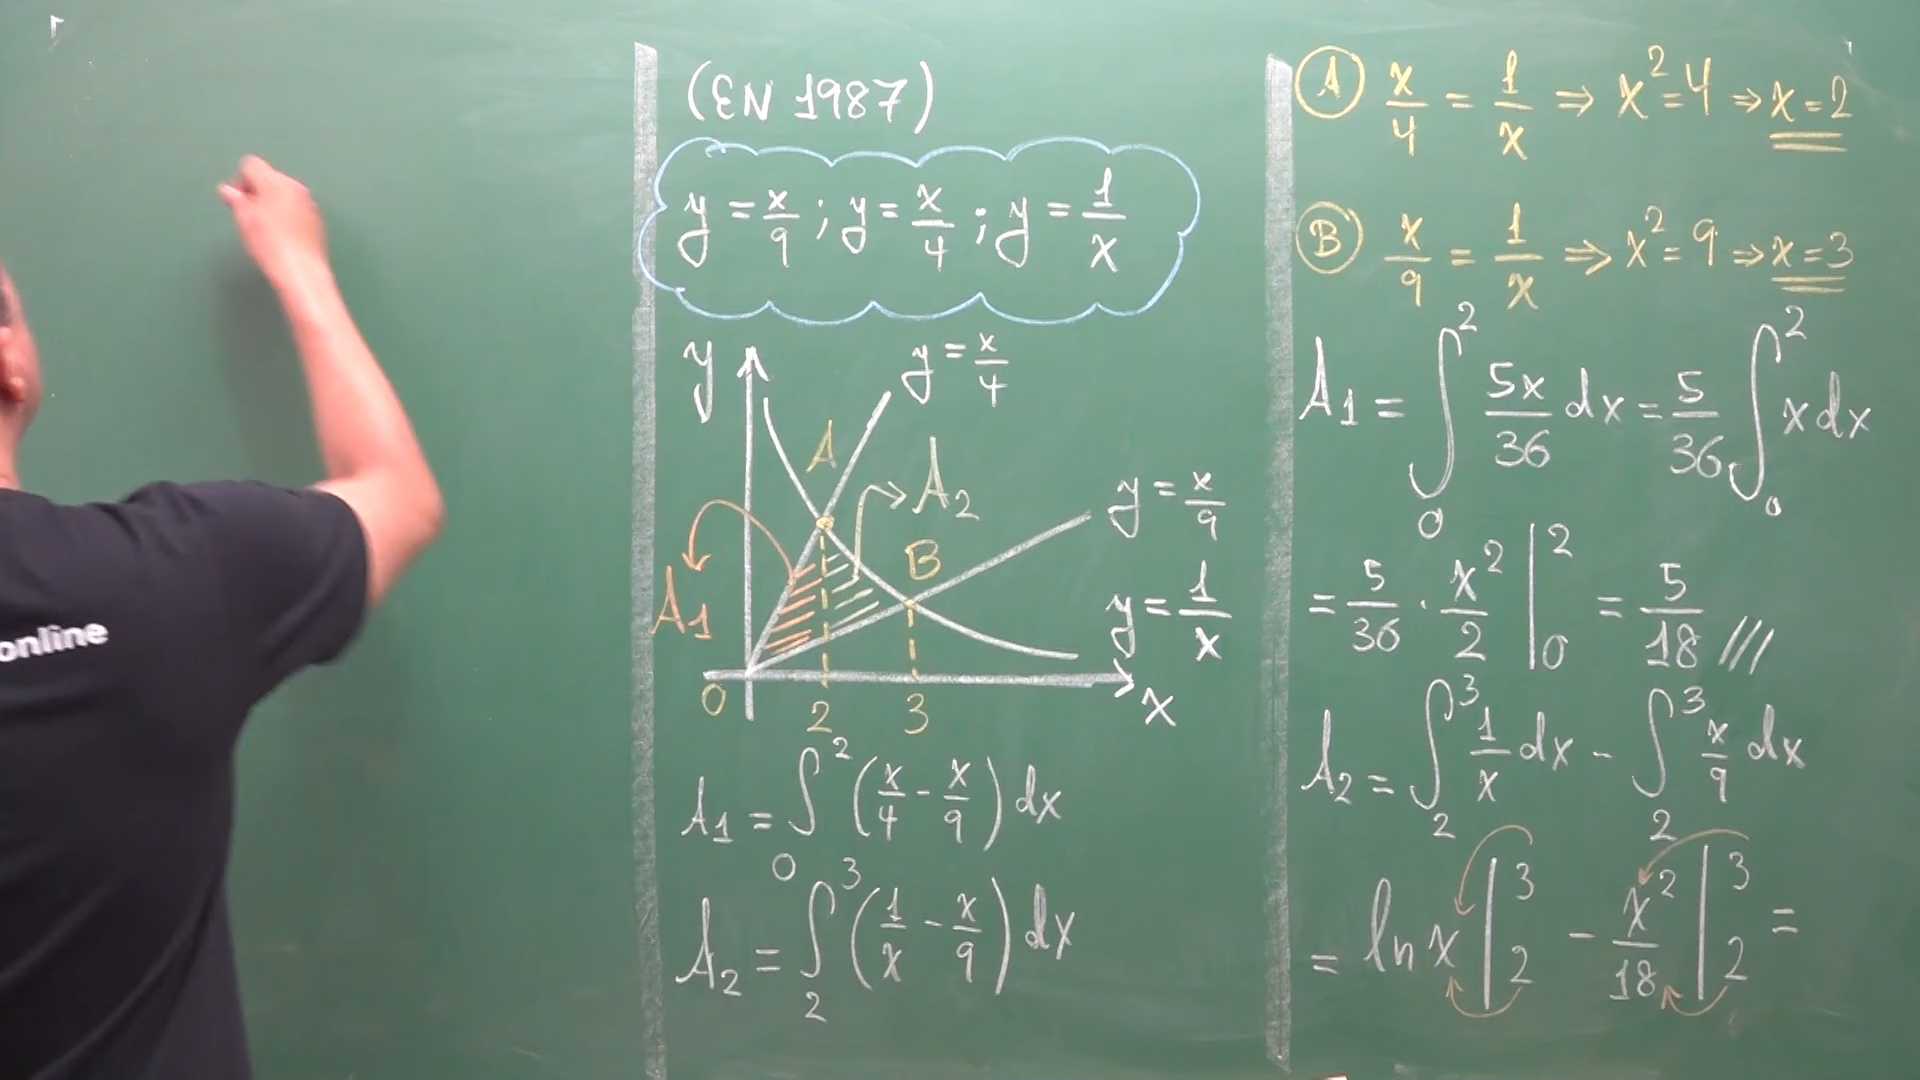 online
(EN 1987)
y = x/9 ; y = x/4 ; y = 1/x
y
y = x/4
A
A₂
y = x/9
B
A₁
y = 1/x
0 2 3 x
A₁ = ∫₀² (x/4 - x/9) dx
A₂ = ∫₂³ (1/x - x/9) dx
Ⓐ x/4 = 1/x ⇒ x² = 4 ⇒ x = 2
Ⓑ x/9 = 1/x ⇒ x² = 9 ⇒ x = 3
A₁ = ∫₀² 5x/36 dx = 5/36 ∫₀² x dx
= 5/36 · x²/2 |₀² = 5/18 ///
A₂ = ∫₂³ 1/x dx - ∫₂³ x/9 dx
= ln x |₂³ - x²/18 |₂³ =